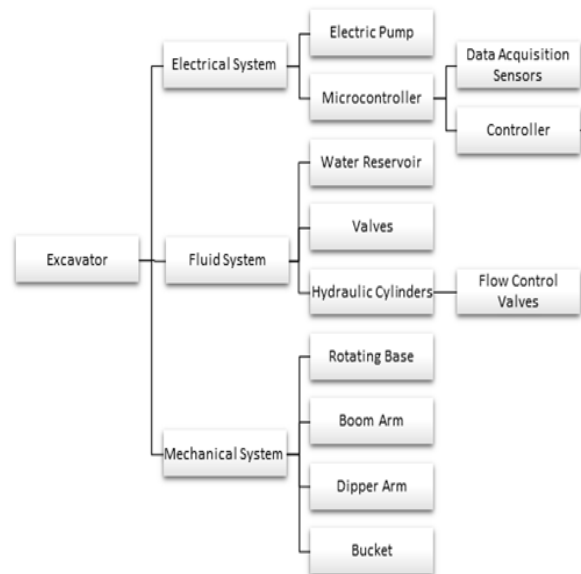 Electric Pump
Electrical System
Data Acquisition
Sensors
Microcontroller
Controller
Water Reservoir
Valves
Excavator
Fluid System
Hydraulic Cylinders
Flow Control
Valves
Rotating Base
Boom Arm
Mechanical System
Dipper Arm
Bucket